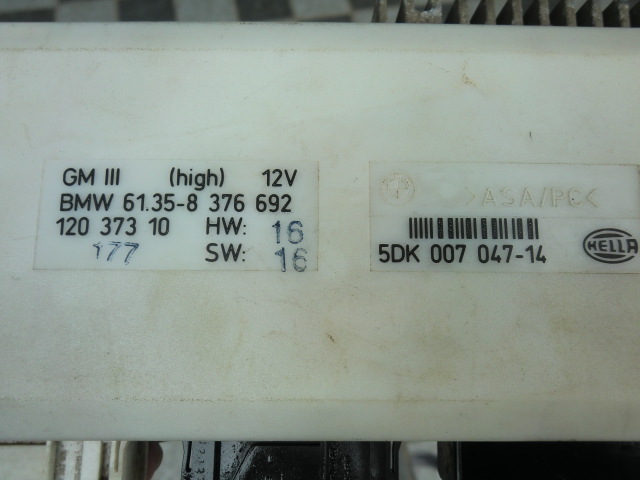 GM III (high) 12V
BMW 61.35-8 376 692
120 373 10 HW: 16
177 SW: 16
>ASA/PC<
5DK 007 047-14
HELLA